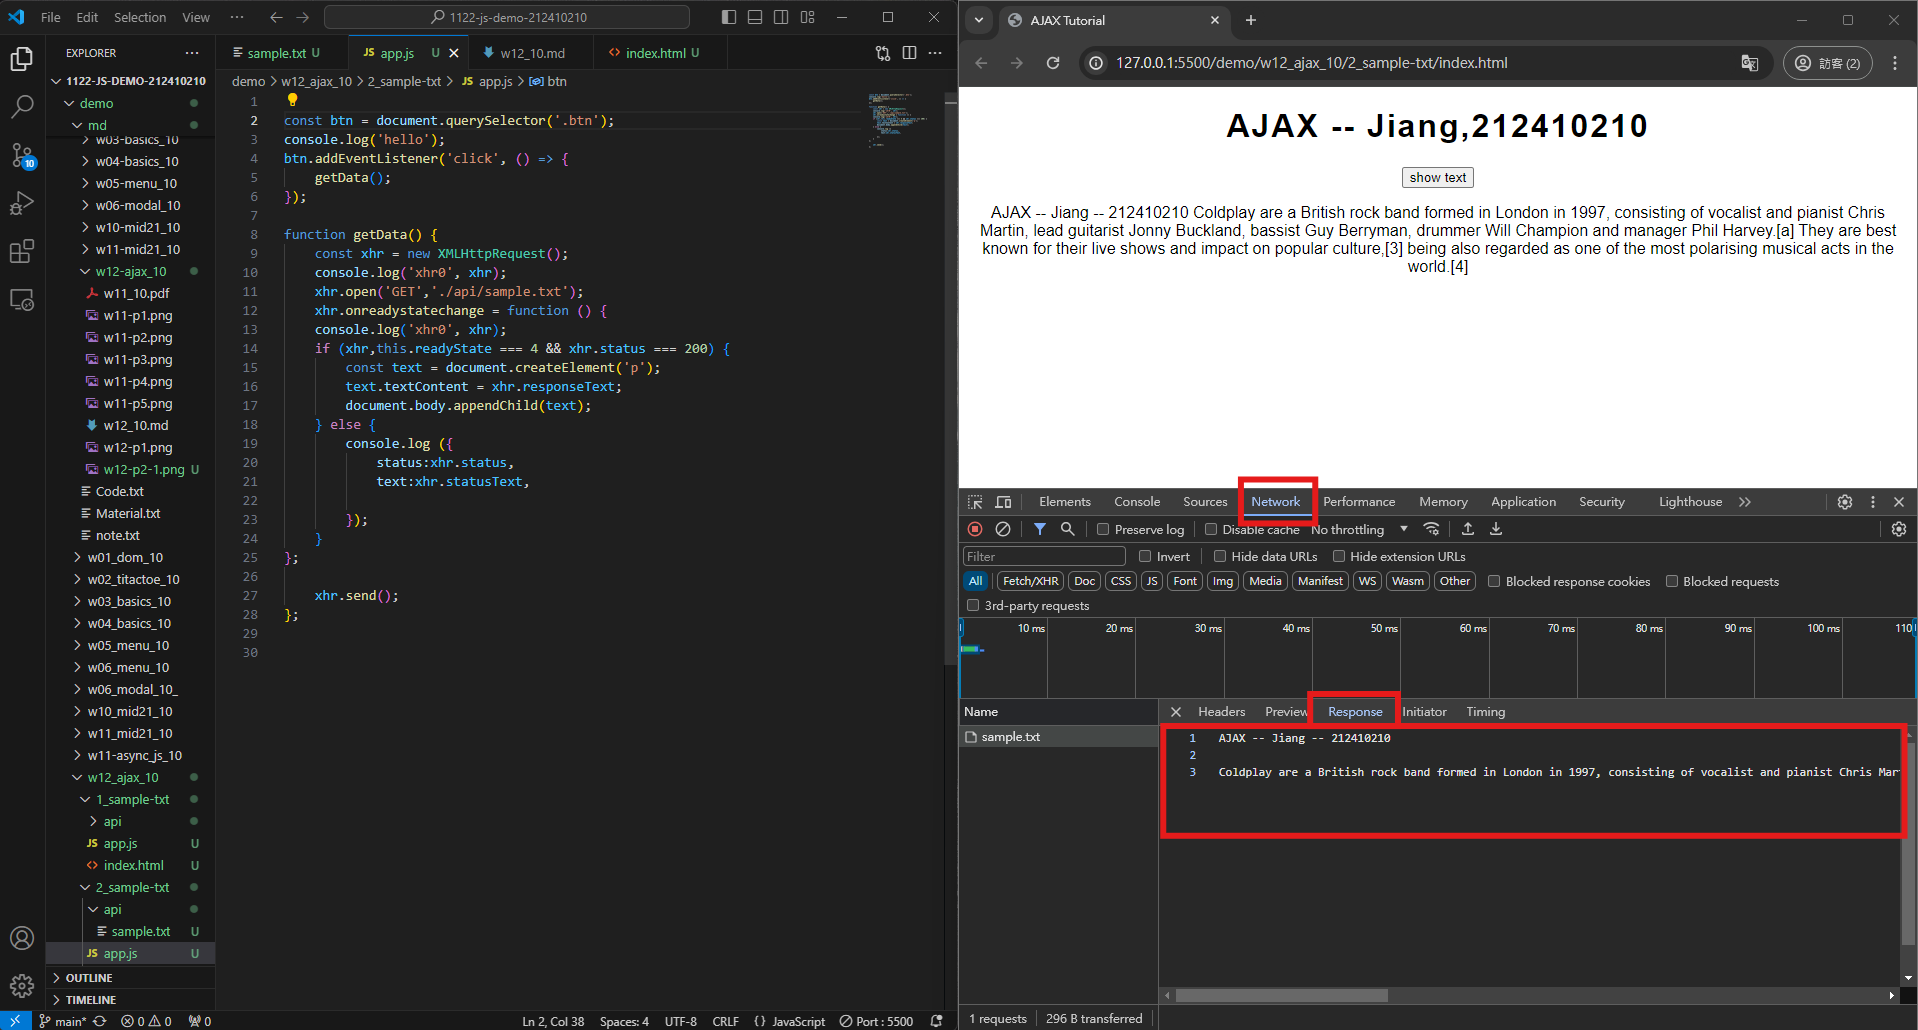 File Edit Selection View ··· 1122-js-demo-212410210
EXPLORER ···
1122-JS-DEMO-212410210
demo
md
w03-basics_10
w04-basics_10
w05-menu_10
w06-modal_10
w10-mid21_10
w11-mid21_10
w12-ajax_10
w11_10.pdf
w11-p1.png
w11-p2.png
w11-p3.png
w11-p4.png
w11-p5.png
w12_10.md
w12-p1.png
w12-p2-1.png U
Code.txt
Material.txt
note.txt
w01_dom_10
w02_titactoe_10
w03_basics_10
w04_basics_10
w05_menu_10
w06_menu_10
w06_modal_10_
w10_mid21_10
w11_mid21_10
w11-async_js_10
w12_ajax_10
1_sample-txt
api
JS app.js U
<> index.html U
2_sample-txt
api
sample.txt U
JS app.js U
OUTLINE
TIMELINE
10
sample.txt U JS app.js U w12_10.md <> index.html U
demo > w12_ajax_10 > 2_sample-txt > JS app.js > btn
1
2 const btn = document.querySelector('.btn');
3 console.log('hello');
4 btn.addEventListener('click', () => {
5 getData();
6 });
7
8 function getData() {
9 const xhr = new XMLHttpRequest();
10 console.log('xhr0', xhr);
11 xhr.open('GET','./api/sample.txt');
12 xhr.onreadystatechange = function () {
13 console.log('xhr0', xhr);
14 if (xhr,this.readyState === 4 && xhr.status === 200) {
15 const text = document.createElement('p');
16 text.textContent = xhr.responseText;
17 document.body.appendChild(text);
18 } else {
19 console.log ({
20 status:xhr.status,
21 text:xhr.statusText,
22
23 });
24 }
25 };
26
27 xhr.send();
28 };
29
30
main* 0 0 0 Ln 2, Col 38 Spaces: 4 UTF-8 CRLF {} JavaScript Port : 5500
AJAX Tutorial
127.0.0.1:5500/demo/w12_ajax_10/2_sample-txt/index.html 訪客 (2)
AJAX -- Jiang,212410210
show text
AJAX -- Jiang -- 212410210 Coldplay are a British rock band formed in London in 1997, consisting of vocalist and pianist Chris
Martin, lead guitarist Jonny Buckland, bassist Guy Berryman, drummer Will Champion and manager Phil Harvey.[a] They are best
known for their live shows and impact on popular culture,[3] being also regarded as one of the most polarising musical acts in the
world.[4]
Elements Console Sources Network Performance Memory Application Security Lighthouse
Preserve log Disable cache No throttling
Filter Invert Hide data URLs Hide extension URLs
All Fetch/XHR Doc CSS JS Font Img Media Manifest WS Wasm Other Blocked response cookies Blocked requests
3rd-party requests
10 ms 20 ms 30 ms 40 ms 50 ms 60 ms 70 ms 80 ms 90 ms 100 ms 110
Name Headers Preview Response Initiator Timing
sample.txt
1 AJAX -- Jiang -- 212410210
2
3 Coldplay are a British rock band formed in London in 1997, consisting of vocalist and pianist Chris Mar
1 requests 296 B transferred